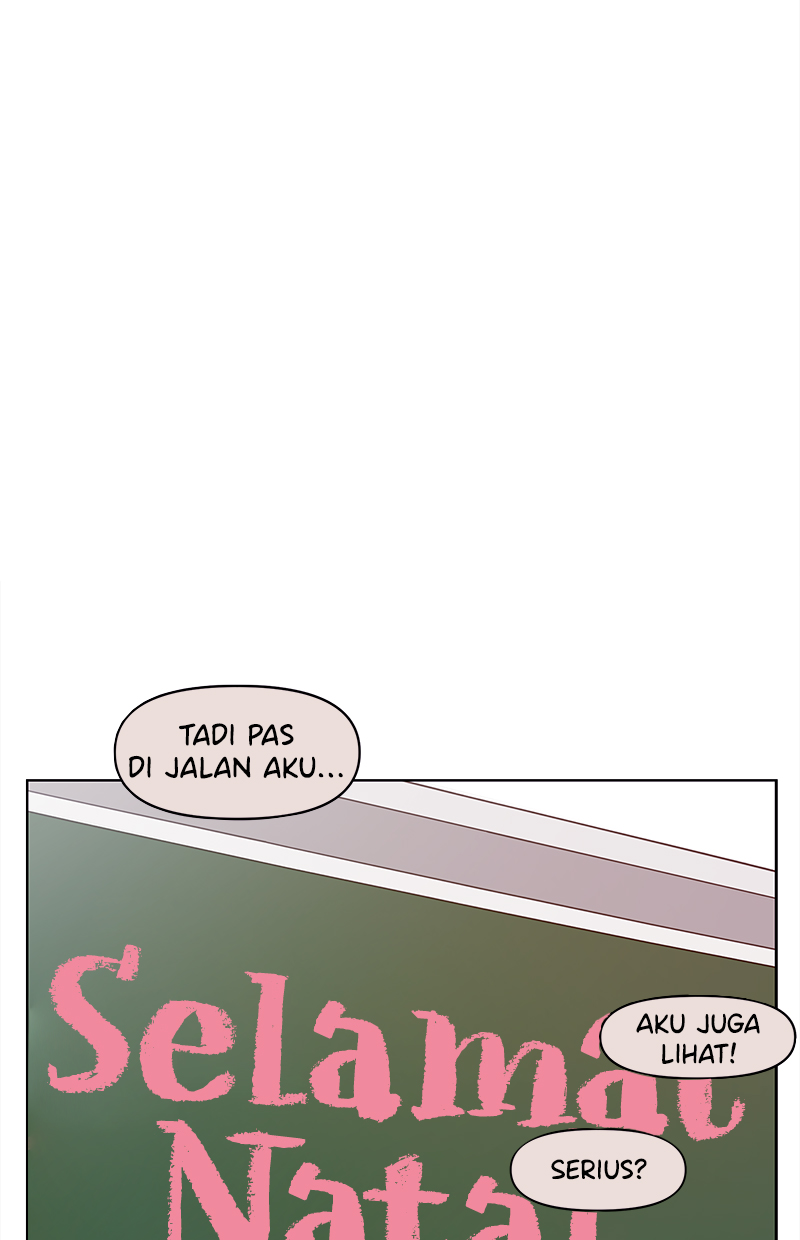 TADI PAS
DI JALAN AKU...
Selamat
AKU JUGA
LIHAT!
Natal
SERIUS?